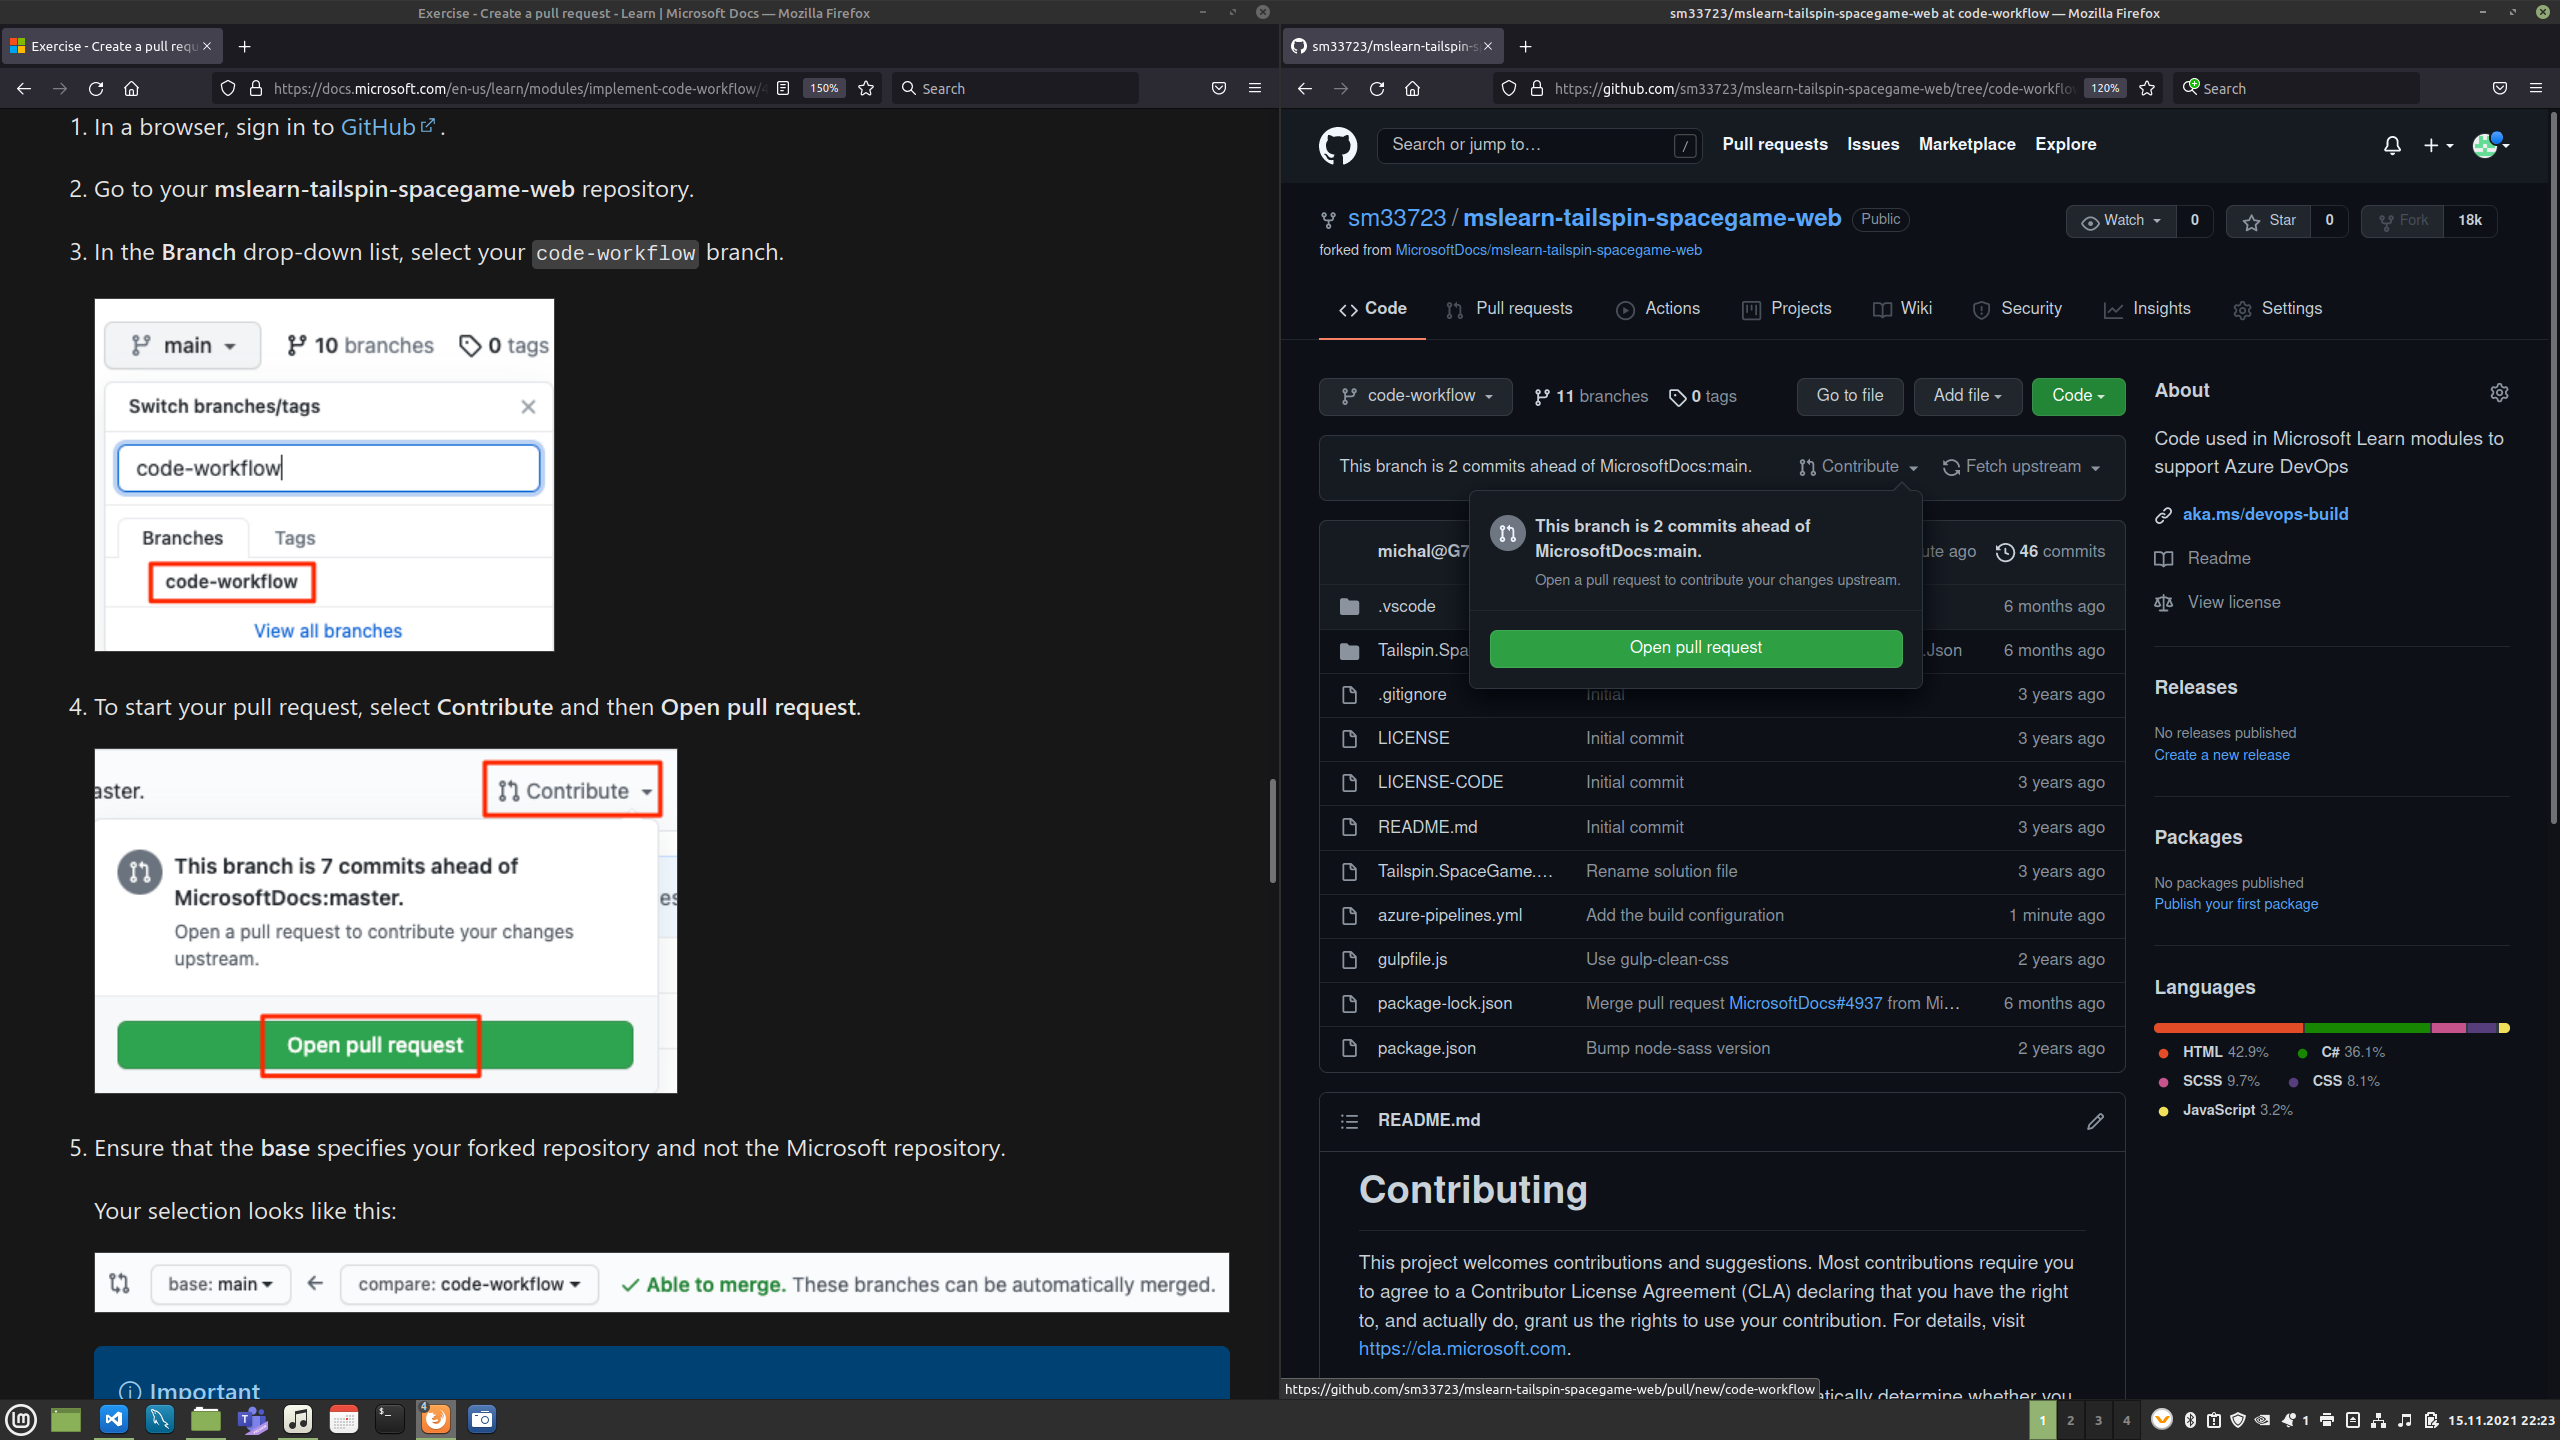 Exercise - Create a pull request - Learn | Microsoft Docs — Mozilla Firefox
Exercise - Create a pull requ
https://docs.microsoft.com/en-us/learn/modules/implement-code-workflow/4
150%
Search
1. In a browser, sign in to GitHub.
2. Go to your mslearn-tailspin-spacegame-web repository.
3. In the Branch drop-down list, select your code-workflow branch.
main
10 branches
0 tags
Switch branches/tags
code-workflow
Branches
Tags
code-workflow
View all branches
4. To start your pull request, select Contribute and then Open pull request.
aster.
Contribute
This branch is 7 commits ahead of
MicrosoftDocs:master.
Open a pull request to contribute your changes
upstream.
es
Open pull request
5. Ensure that the base specifies your forked repository and not the Microsoft repository.
Your selection looks like this:
base: main
compare: code-workflow
Able to merge. These branches can be automatically merged.
Important
sm33723/mslearn-tailspin-spacegame-web at code-workflow — Mozilla Firefox
sm33723/mslearn-tailspin-s
https://github.com/sm33723/mslearn-tailspin-spacegame-web/tree/code-workflow
120%
Search
Search or jump to…
/
Pull requests
Issues
Marketplace
Explore
sm33723 / mslearn-tailspin-spacegame-web
Public
forked from MicrosoftDocs/mslearn-tailspin-spacegame-web
Watch
0
Star
0
Fork
18k
Code
Pull requests
Actions
Projects
Wiki
Security
Insights
Settings
code-workflow
11 branches
0 tags
Go to file
Add file
Code
This branch is 2 commits ahead of MicrosoftDocs:main.
Contribute
Fetch upstream
This branch is 2 commits ahead of
MicrosoftDocs:main.
Open a pull request to contribute your changes upstream.
Open pull request
michal@G7
ute ago
46 commits
.vscode
6 months ago
Tailspin.Spa
.Json
6 months ago
.gitignore
Initial
3 years ago
LICENSE
Initial commit
3 years ago
LICENSE-CODE
Initial commit
3 years ago
README.md
Initial commit
3 years ago
Tailspin.SpaceGame.…
Rename solution file
3 years ago
azure-pipelines.yml
Add the build configuration
1 minute ago
gulpfile.js
Use gulp-clean-css
2 years ago
package-lock.json
Merge pull request MicrosoftDocs#4937 from Mi…
6 months ago
package.json
Bump node-sass version
2 years ago
README.md
Contributing
This project welcomes contributions and suggestions. Most contributions require you
to agree to a Contributor License Agreement (CLA) declaring that you have the right
to, and actually do, grant us the rights to use your contribution. For details, visit
https://cla.microsoft.com.
atically determine whether you
https://github.com/sm33723/mslearn-tailspin-spacegame-web/pull/new/code-workflow
About
Code used in Microsoft Learn modules to
support Azure DevOps
aka.ms/devops-build
Readme
View license
Releases
No releases published
Create a new release
Packages
No packages published
Publish your first package
Languages
HTML 42.9%
C# 36.1%
SCSS 9.7%
CSS 8.1%
JavaScript 3.2%
4
1
2
3
4
1
15.11.2021 22:23